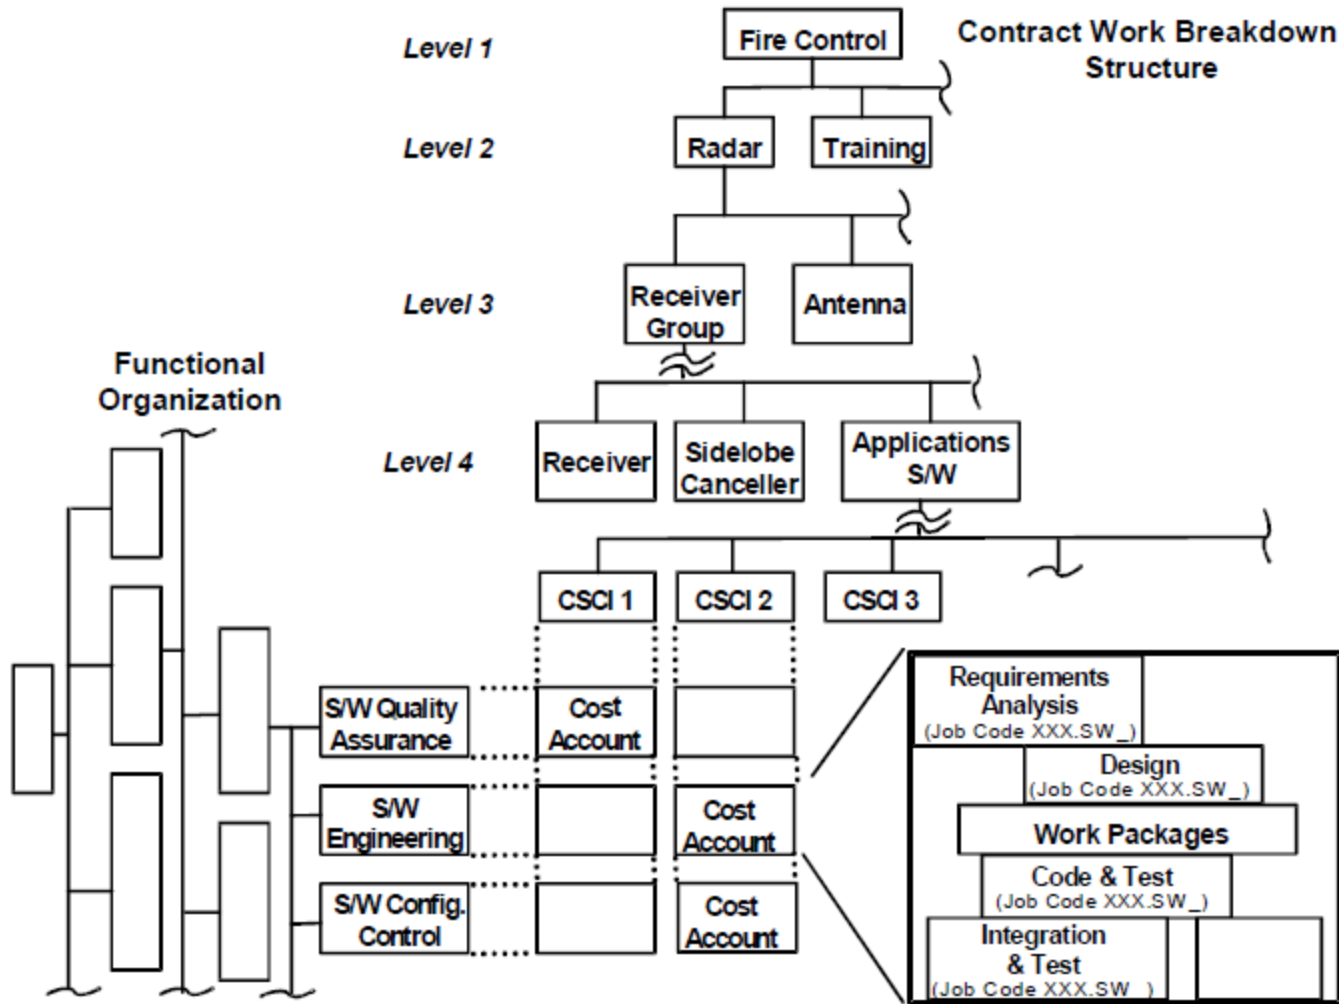 Level 1
Fire Control
Contract Work Breakdown
Structure
Level 2
Radar
Training
Level 3
Receiver
Group
Antenna
Functional
Organization
Level 4
Receiver
Sidelobe
Canceller
Applications
S/W
CSCI 1
CSCI 2
CSCI 3
S/W Quality
Assurance
Cost
Account
S/W
Engineering
Cost
Account
S/W Config.
Control
Cost
Account
Requirements
Analysis
(Job Code XXX.SW_)
Design
(Job Code XXX.SW_)
Work Packages
Code & Test
(Job Code XXX.SW_)
Integration
& Test
(Job Code XXX.SW_)